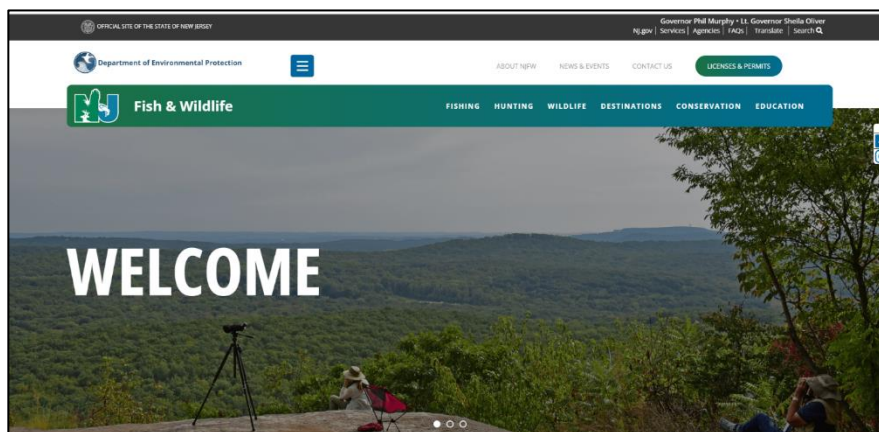 OFFICIAL SITE OF THE STATE OF NEW JERSEY
Governor Phil Murphy • Lt. Governor Sheila Oliver
NJ.gov | Services | Agencies | FAQs | Translate | Search
Department of Environmental Protection
ABOUT NJFW NEWS & EVENTS CONTACT US LICENSES & PERMITS
NJ Fish & Wildlife
FISHING HUNTING WILDLIFE DESTINATIONS CONSERVATION EDUCATION
WELCOME